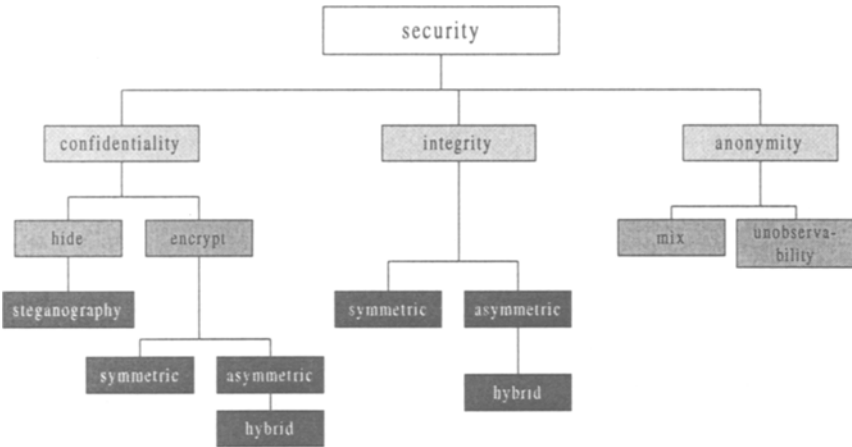 security
confidentiality
integrity
anonymity
hide
encrypt
mix
unobserva-
bility
steganography
symmetric
asymmetric
symmetric
asymmetric
hybrid
hybrid